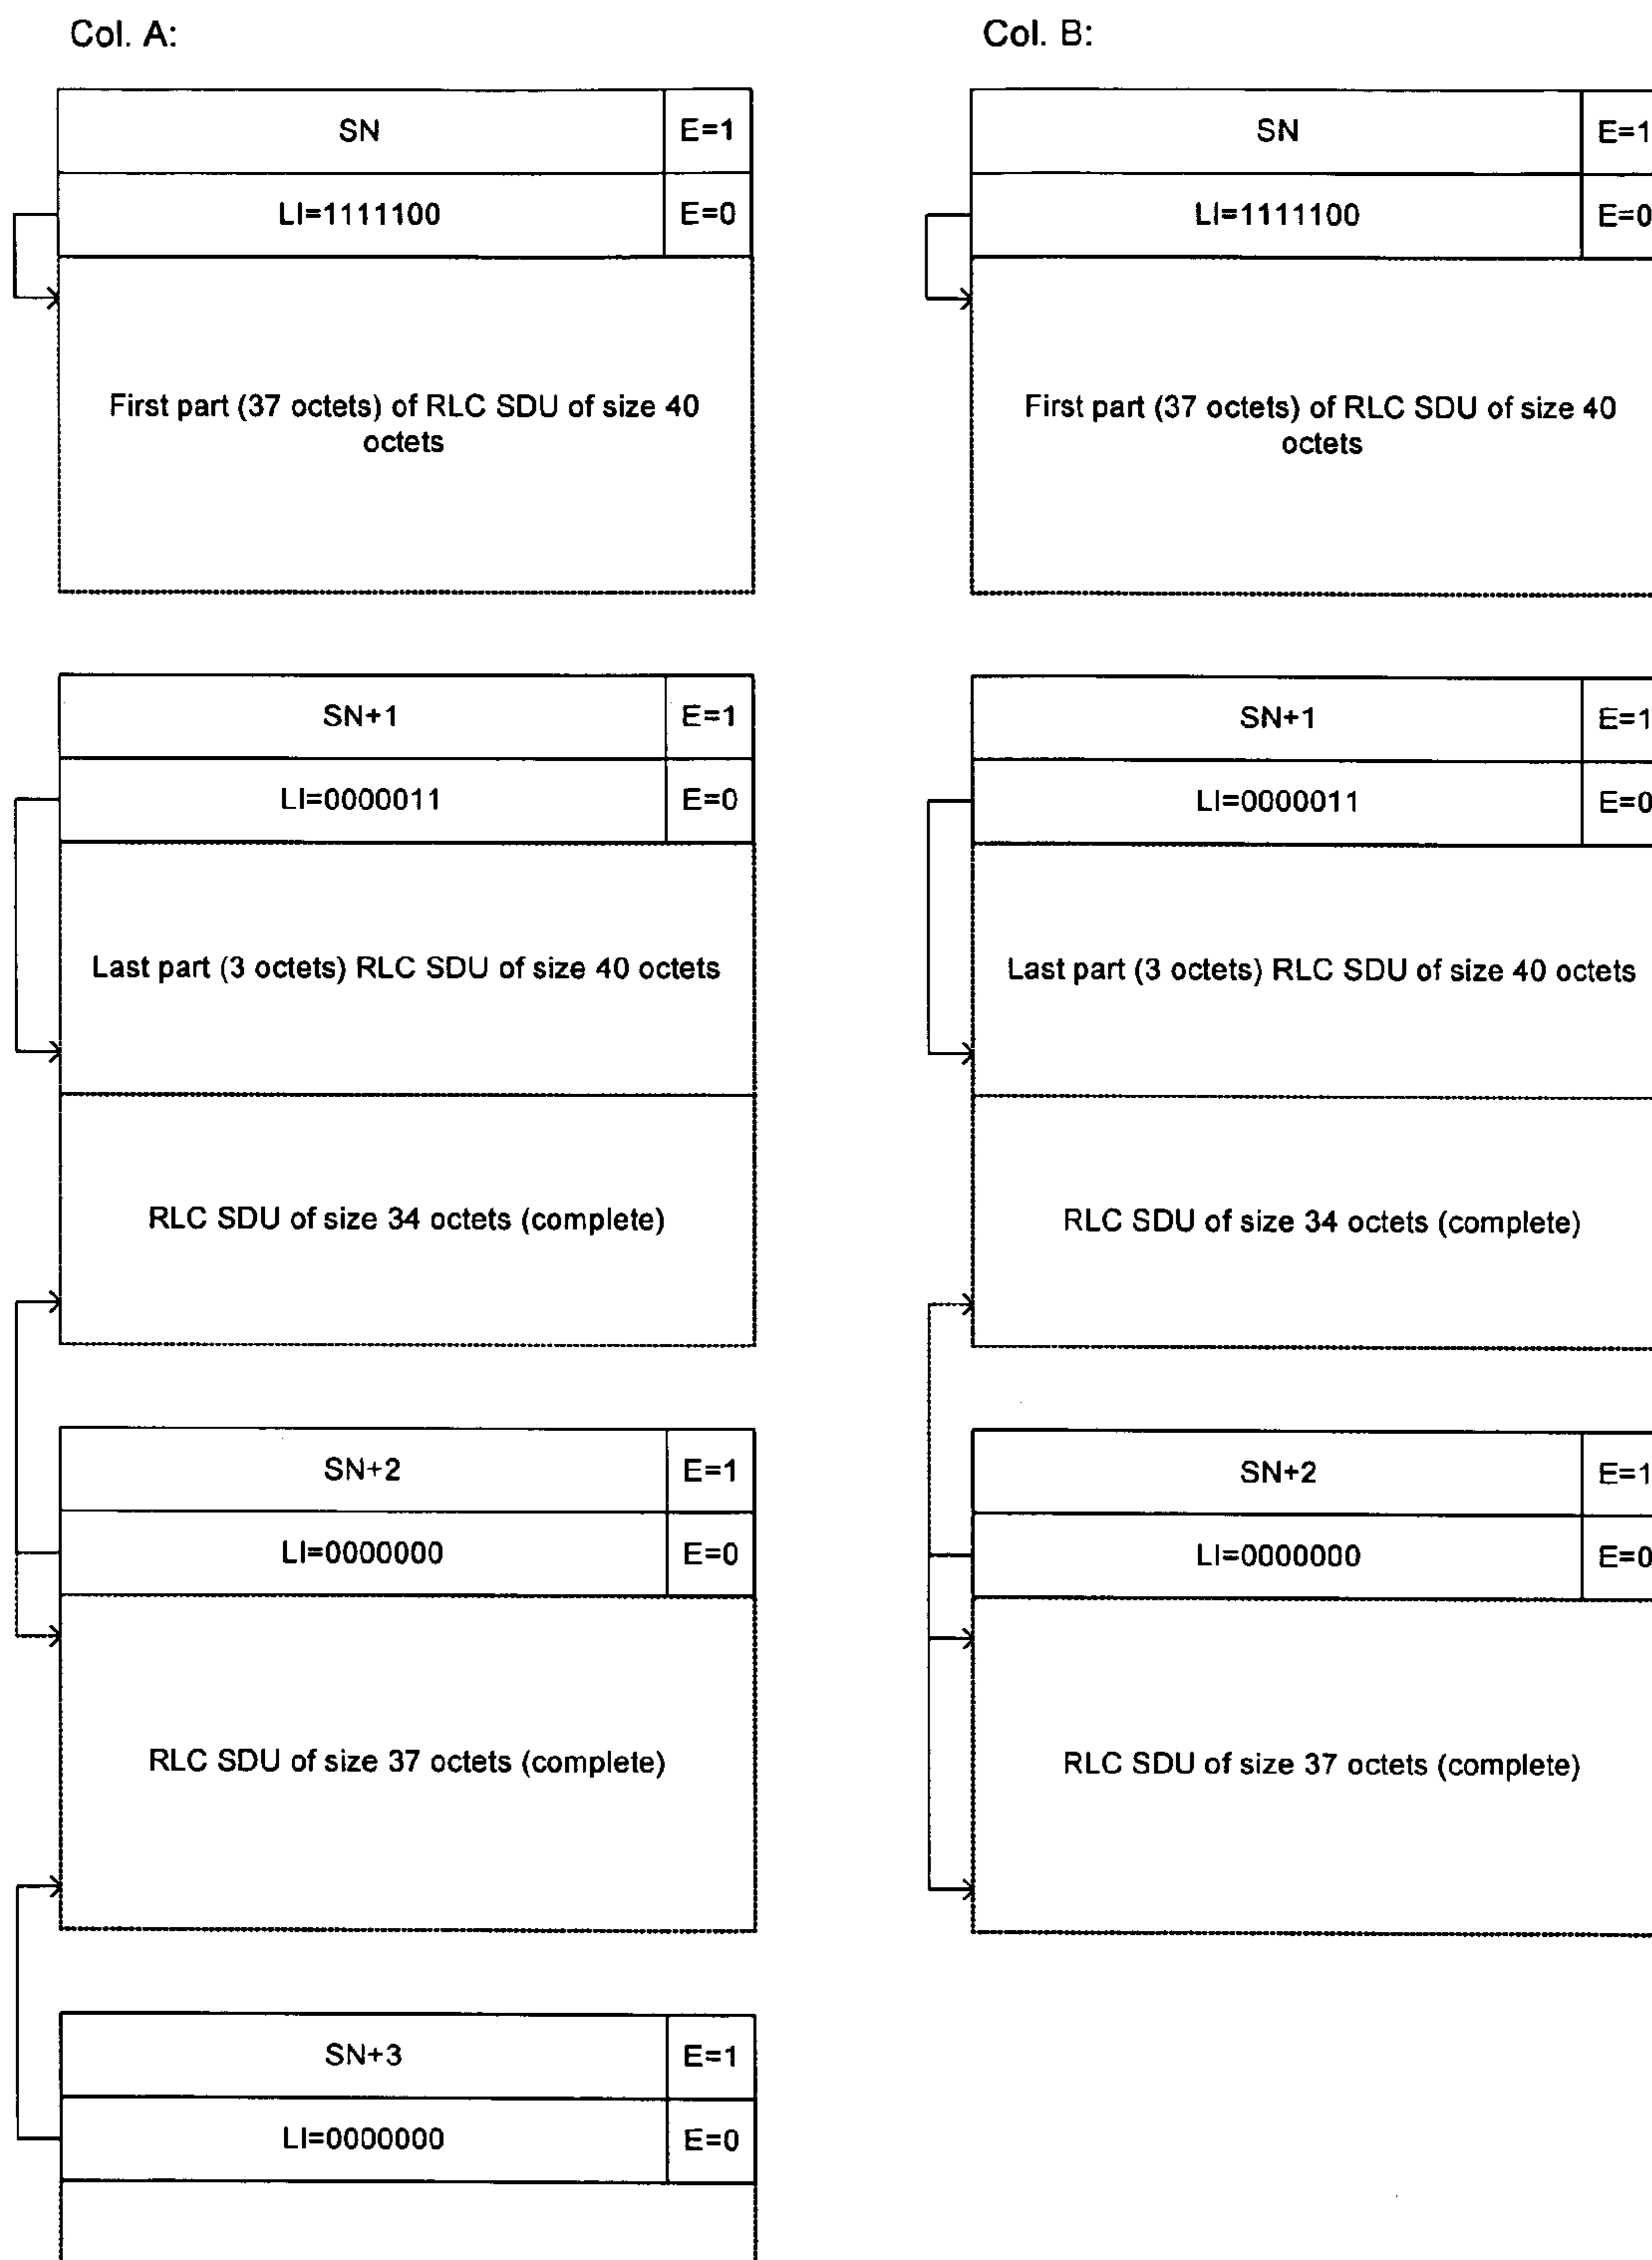 Col. A:
SN E=1
LI=1111100 E=0
First part (37 octets) of RLC SDU of size 40
octets
SN+1 E=1
LI=0000011 E=0
Last part (3 octets) RLC SDU of size 40 octets
RLC SDU of size 34 octets (complete)
SN+2 E=1
LI=0000000 E=0
RLC SDU of size 37 octets (complete)
SN+3 E=1
LI=0000000 E=0
Col. B:
SN E=1
LI=1111100 E=0
First part (37 octets) of RLC SDU of size 40
octets
SN+1 E=1
LI=0000011 E=0
Last part (3 octets) RLC SDU of size 40 octets
RLC SDU of size 34 octets (complete)
SN+2 E=1
LI=0000000 E=0
RLC SDU of size 37 octets (complete)